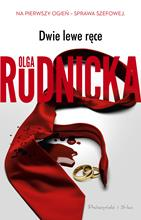 NA PIERWSZY OGIEŃ – SPRAWA SZEFOWEJ.
Dwie lewe ręce
OLGA
RUDNICKA
Prószyński i S-ka